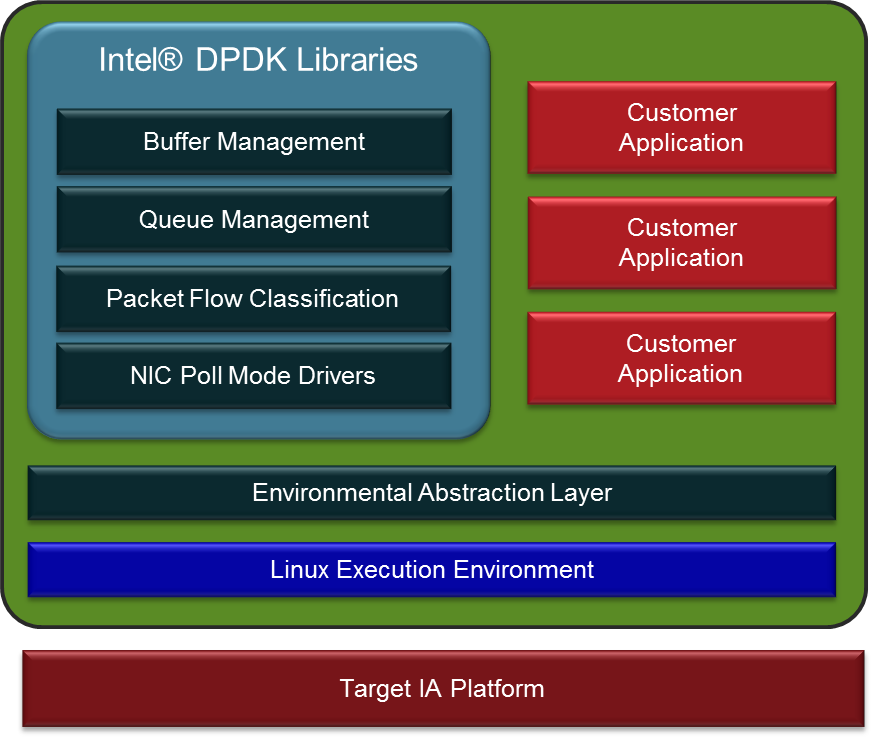 Intel® DPDK Libraries
Buffer Management
Queue Management
Packet Flow Classification
NIC Poll Mode Drivers
Customer
Application
Customer
Application
Customer
Application
Environmental Abstraction Layer
Linux Execution Environment
Target IA Platform